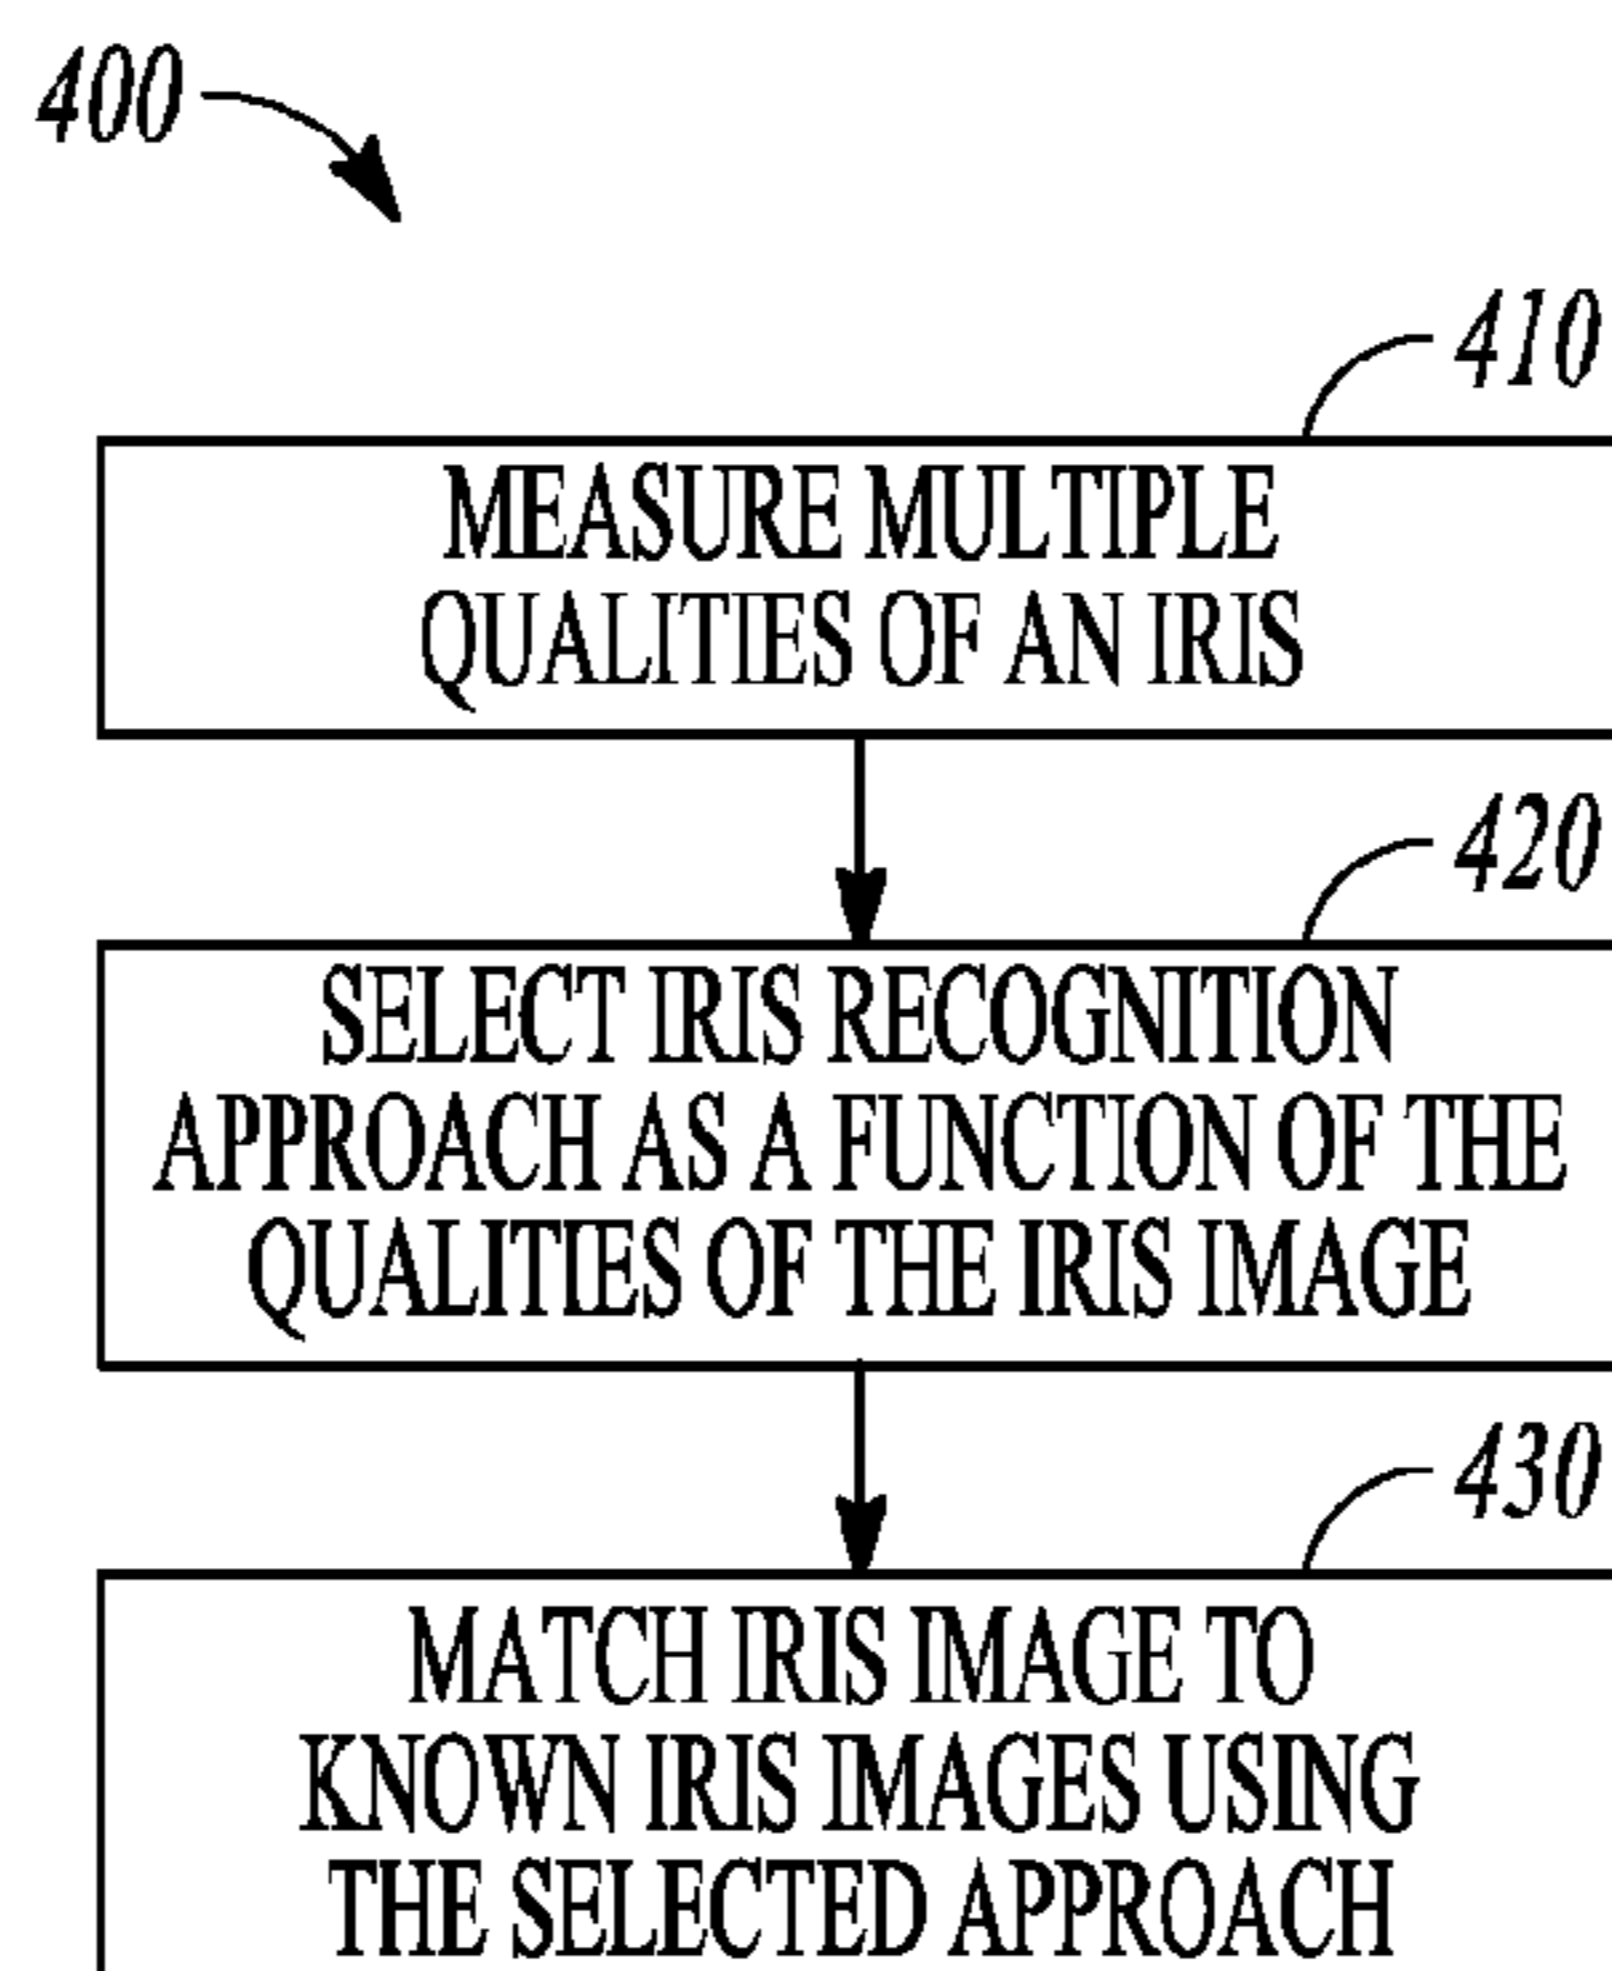 400
410
MEASURE MULTIPLE
QUALITIES OF AN IRIS
420
SELECT IRIS RECOGNITION
APPROACH AS A FUNCTION OF THE
QUALITIES OF THE IRIS IMAGE
430
MATCH IRIS IMAGE TO
KNOWN IRIS IMAGES USING
THE SELECTED APPROACH